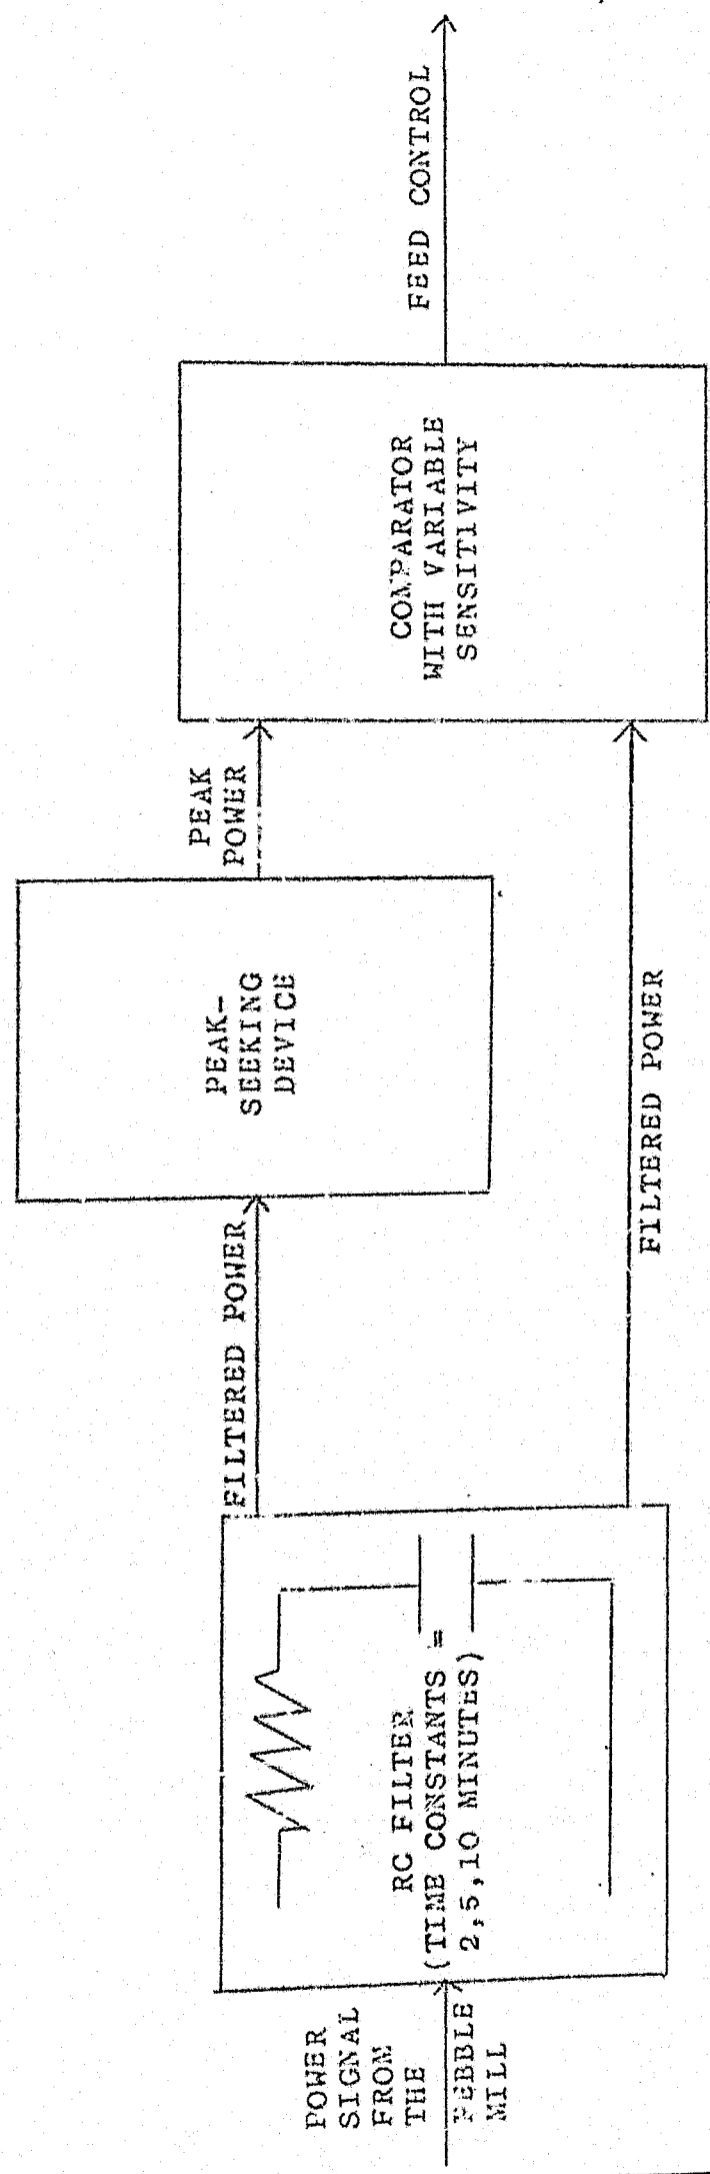 POWER
SIGNAL
FROM
THE
PEBBLE
MILL
RC FILTER
(TIME CONSTANTS =
2,5,10 MINUTES)
FILTERED POWER
FILTERED POWER
PEAK-
SEEKING
DEVICE
PEAK
POWER
COMPARATOR
WITH VARIABLE
SENSITIVITY
FEED CONTROL